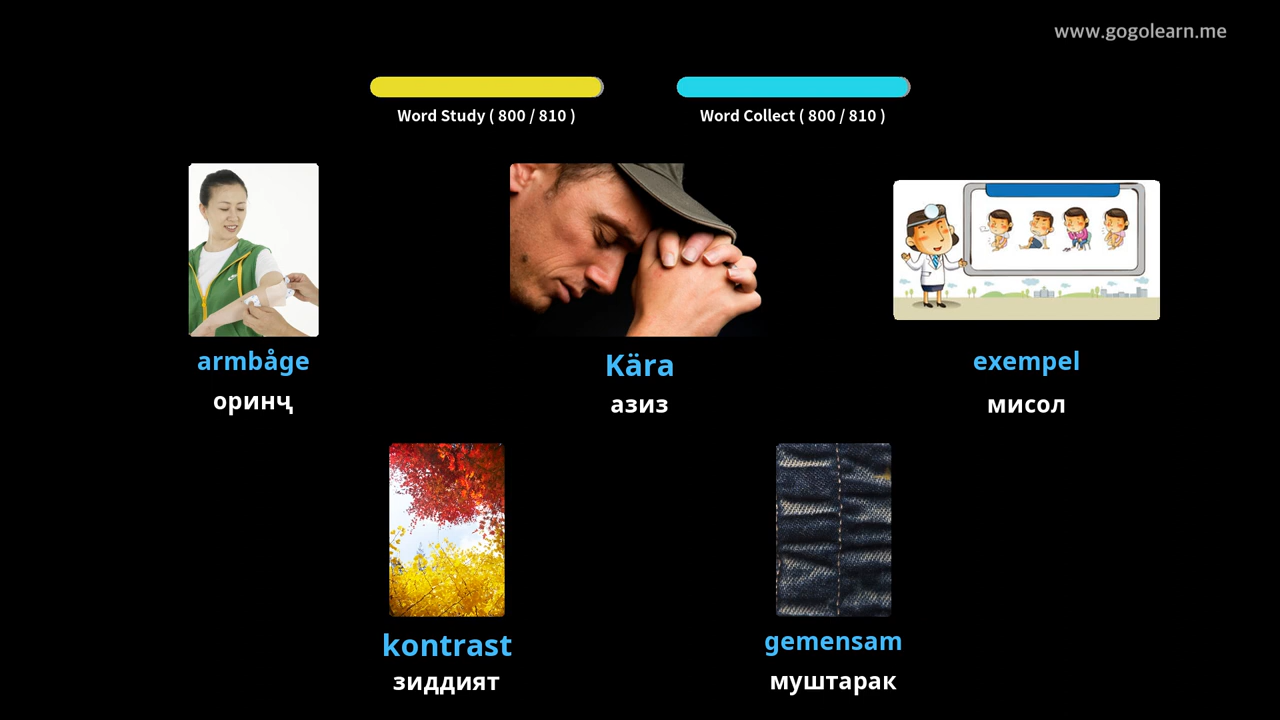 www.gogolearn.me
Word Study ( 800 / 810 )
Word Collect ( 800 / 810 )
armbåge
оринҷ
Kära
азиз
exempel
мисол
kontrast
зиддият
gemensam
муштарак